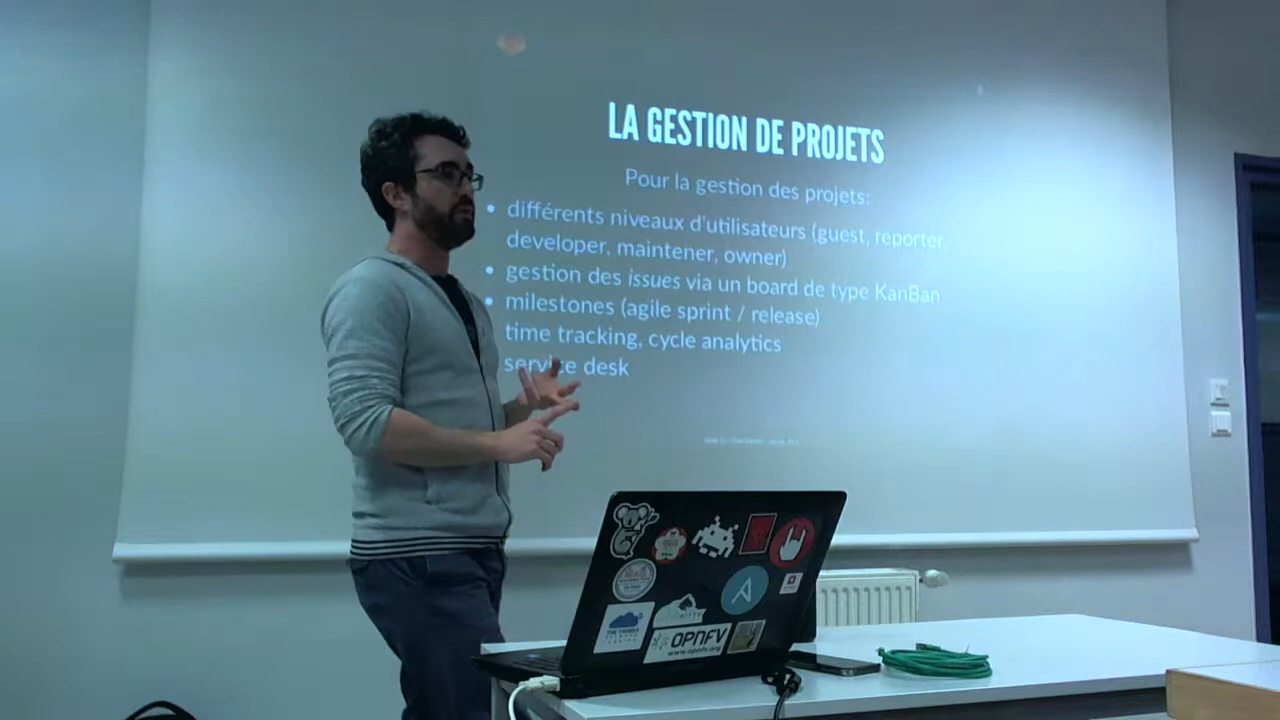 LA GESTION DE PROJETS
Pour la gestion des projets:
différents niveaux d'utilisateurs (guest, reporter,
developer, maintener, owner)
gestion des issues via un board de type KanBan
milestones (agile sprint / release)
time tracking, cycle analytics
service desk
OPNFV
www.opnfv.org